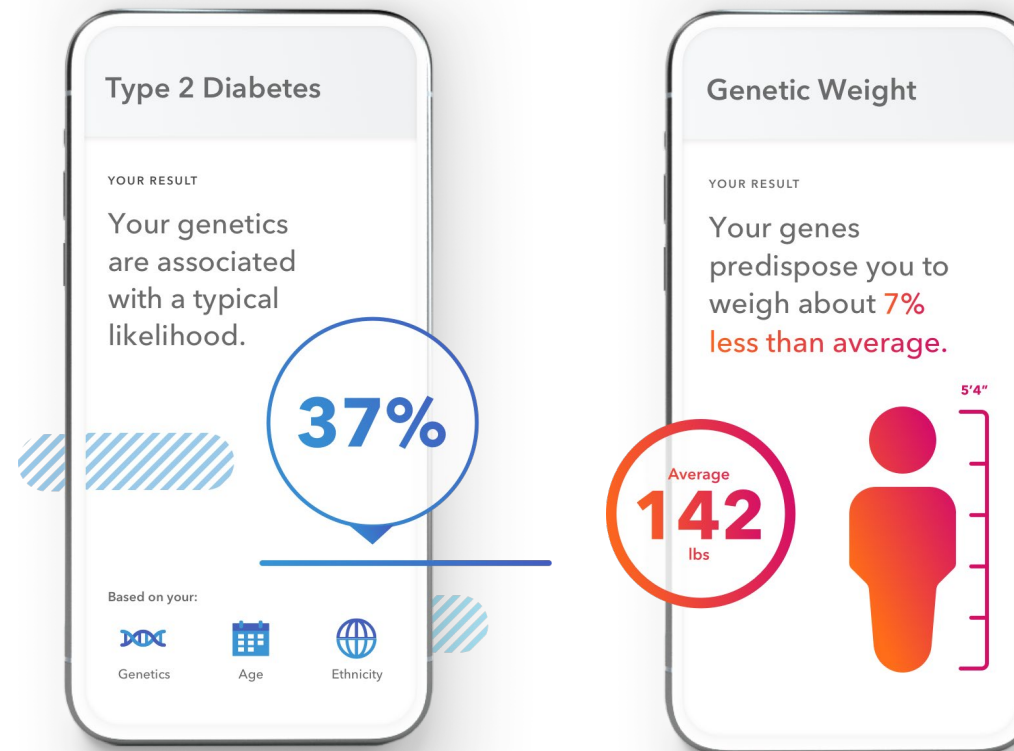 Type 2 Diabetes
YOUR RESULT
Your genetics
are associated
with a typical
likelihood.
37%
Based on your:
Genetics
Age
Ethnicity
Genetic Weight
YOUR RESULT
Your genes
predispose you to
weigh about 7%
less than average.
5'4"
Average
142
lbs